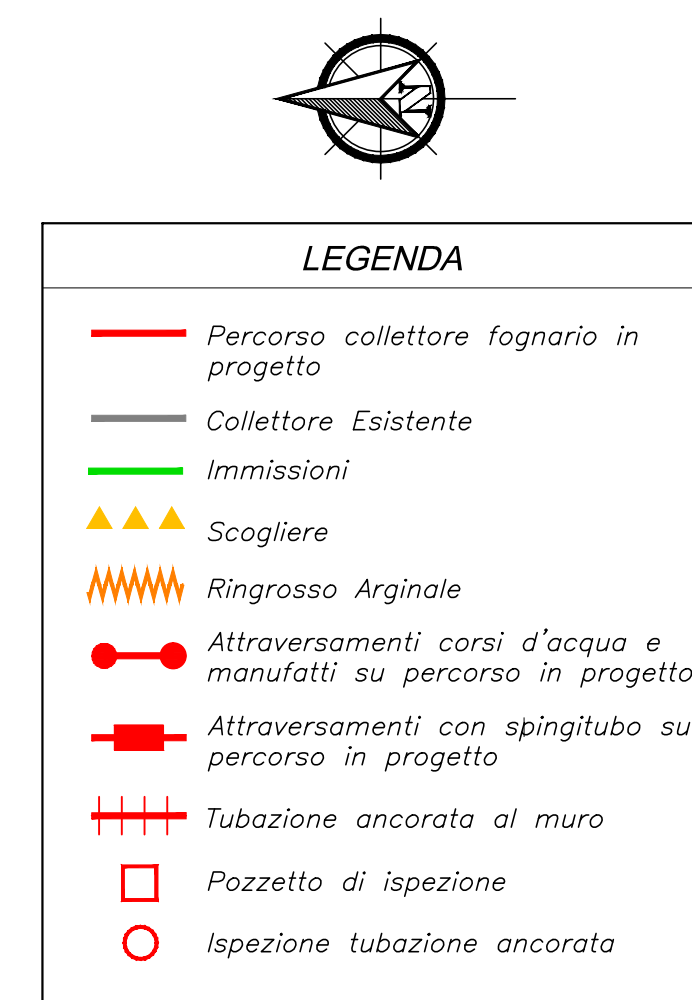 N
LEGENDA
Percorso collettore fognario in
progetto
Collettore Esistente
Immissioni
Scogliere
Ringrosso Arginale
Attraversamenti corsi d'acqua e
manufatti su percorso in progetto
Attraversamenti con spingitubo su
percorso in progetto
Tubazione ancorata al muro
Pozzetto di ispezione
Ispezione tubazione ancorata